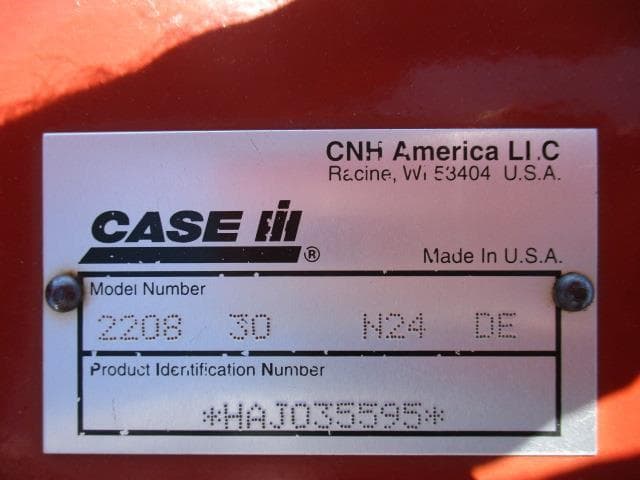 CNH America LLC
Racine, WI 53404 U.S.A.
CASE IH ®
Made In U.S.A.
Model Number
2208 30 N24 DE
Product Identification Number
*HAJ035595*